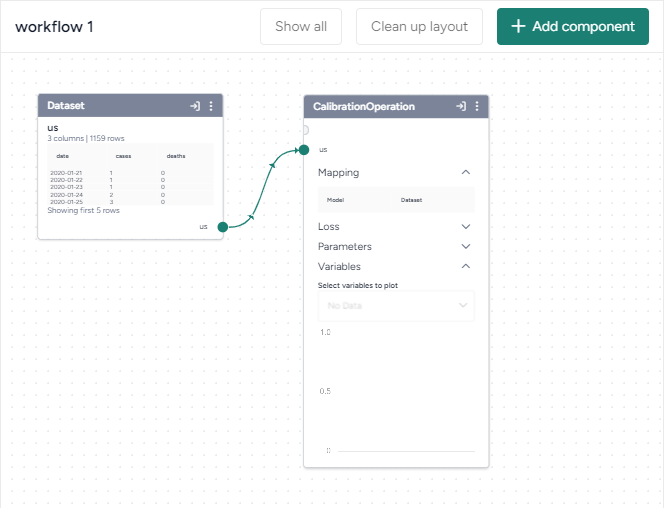 workflow 1
Show all
Clean up layout
+ Add component
Dataset
us
3 columns | 1159 rows
date cases deaths
2020-01-21 1 0
2020-01-22 1 0
2020-01-23 1 0
2020-01-24 2 0
2020-01-25 3 0
Showing first 5 rows
us
CalibrationOperation
us
Mapping
Model Dataset
Loss
Parameters
Variables
Select variables to plot
No Data
1.0
0.5
0